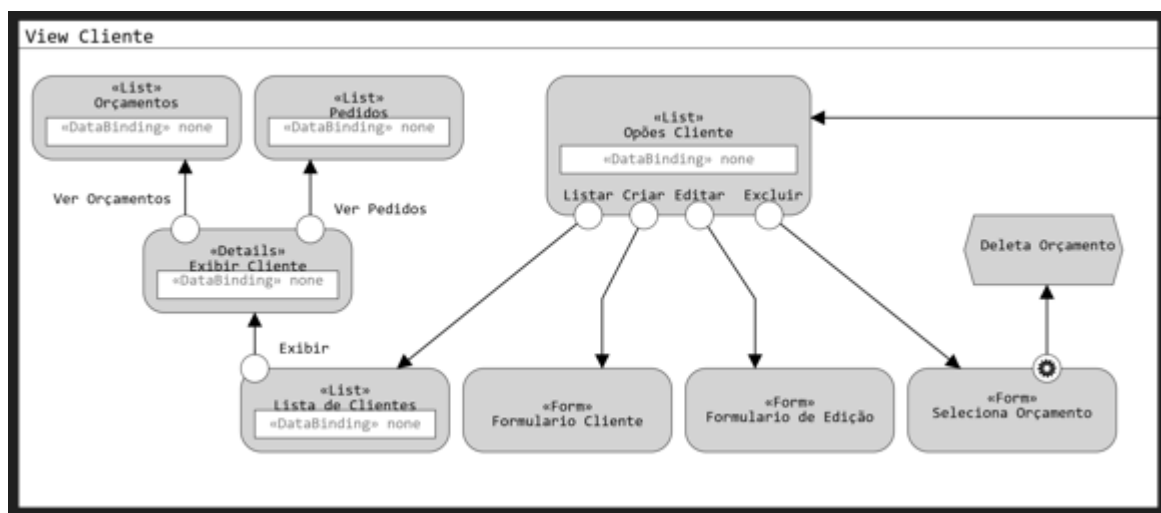 View Cliente
«List»
Orçamentos
«DataBinding» none
«List»
Pedidos
«DataBinding» none
«List»
Opões Cliente
«DataBinding» none
Listar Criar Editar Excluir
Ver Orçamentos
Ver Pedidos
«Details»
Exibir Cliente
«DataBinding» none
Deleta Orçamento
Exibir
«List»
Lista de Clientes
«DataBinding» none
«Form»
Formulario Cliente
«Form»
Formulario de Edição
«Form»
Seleciona Orçamento